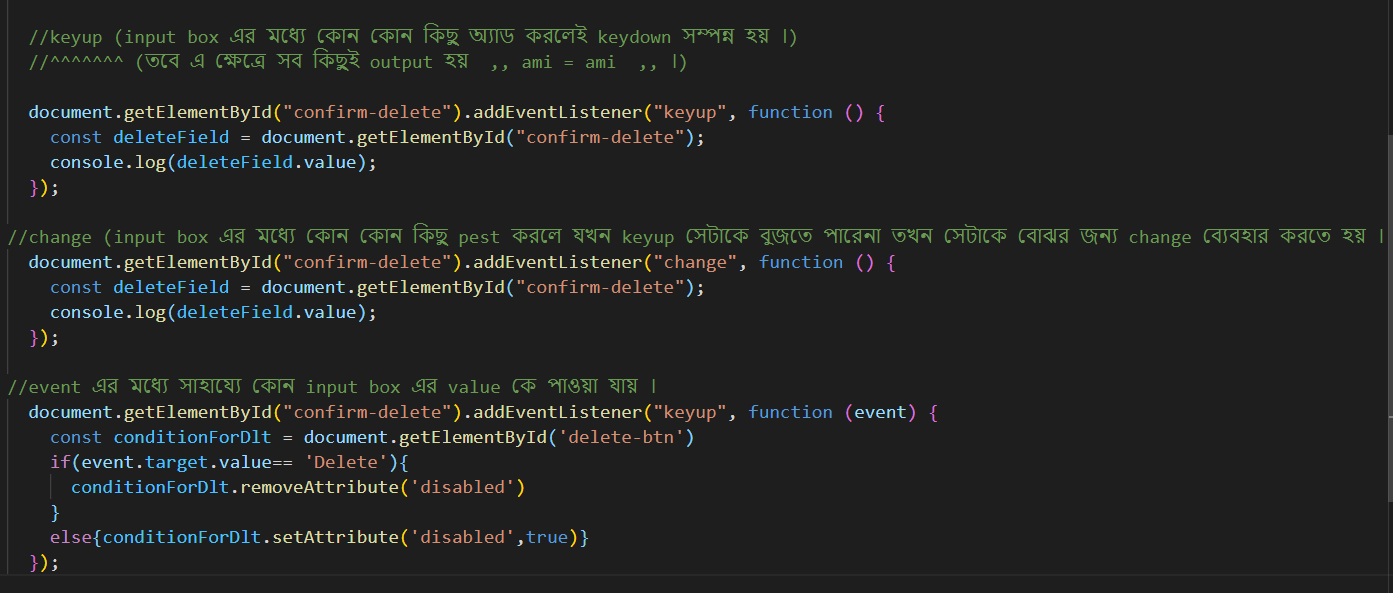 //keyup (input box এর মধ্যে কোন কোন কিছু অ্যাড করলেই keydown সম্পন্ন হয় ।)
//^^^^^^^ (তবে এ ক্ষেত্রে সব কিছুই output হয়  ,, ami = ami  ,, ।)
document.getElementById("confirm-delete").addEventListener("keyup", function () {
const deleteField = document.getElementById("confirm-delete");
console.log(deleteField.value);
});
//change (input box এর মধ্যে কোন কোন কিছু pest করলে যখন keyup সেটাকে বুজতে পারেনা তখন সেটাকে বোঝর জন্য change ব্যেবহার করতে হয় ।
document.getElementById("confirm-delete").addEventListener("change", function () {
const deleteField = document.getElementById("confirm-delete");
console.log(deleteField.value);
});
//event এর মধ্যে সাহায্যে কোন input box এর value কে পাওয়া যায় ।
document.getElementById("confirm-delete").addEventListener("keyup", function (event) {
const conditionForDlt = document.getElementById('delete-btn')
if(event.target.value== 'Delete'){
conditionForDlt.removeAttribute('disabled')
}
else{conditionForDlt.setAttribute('disabled',true)}
});